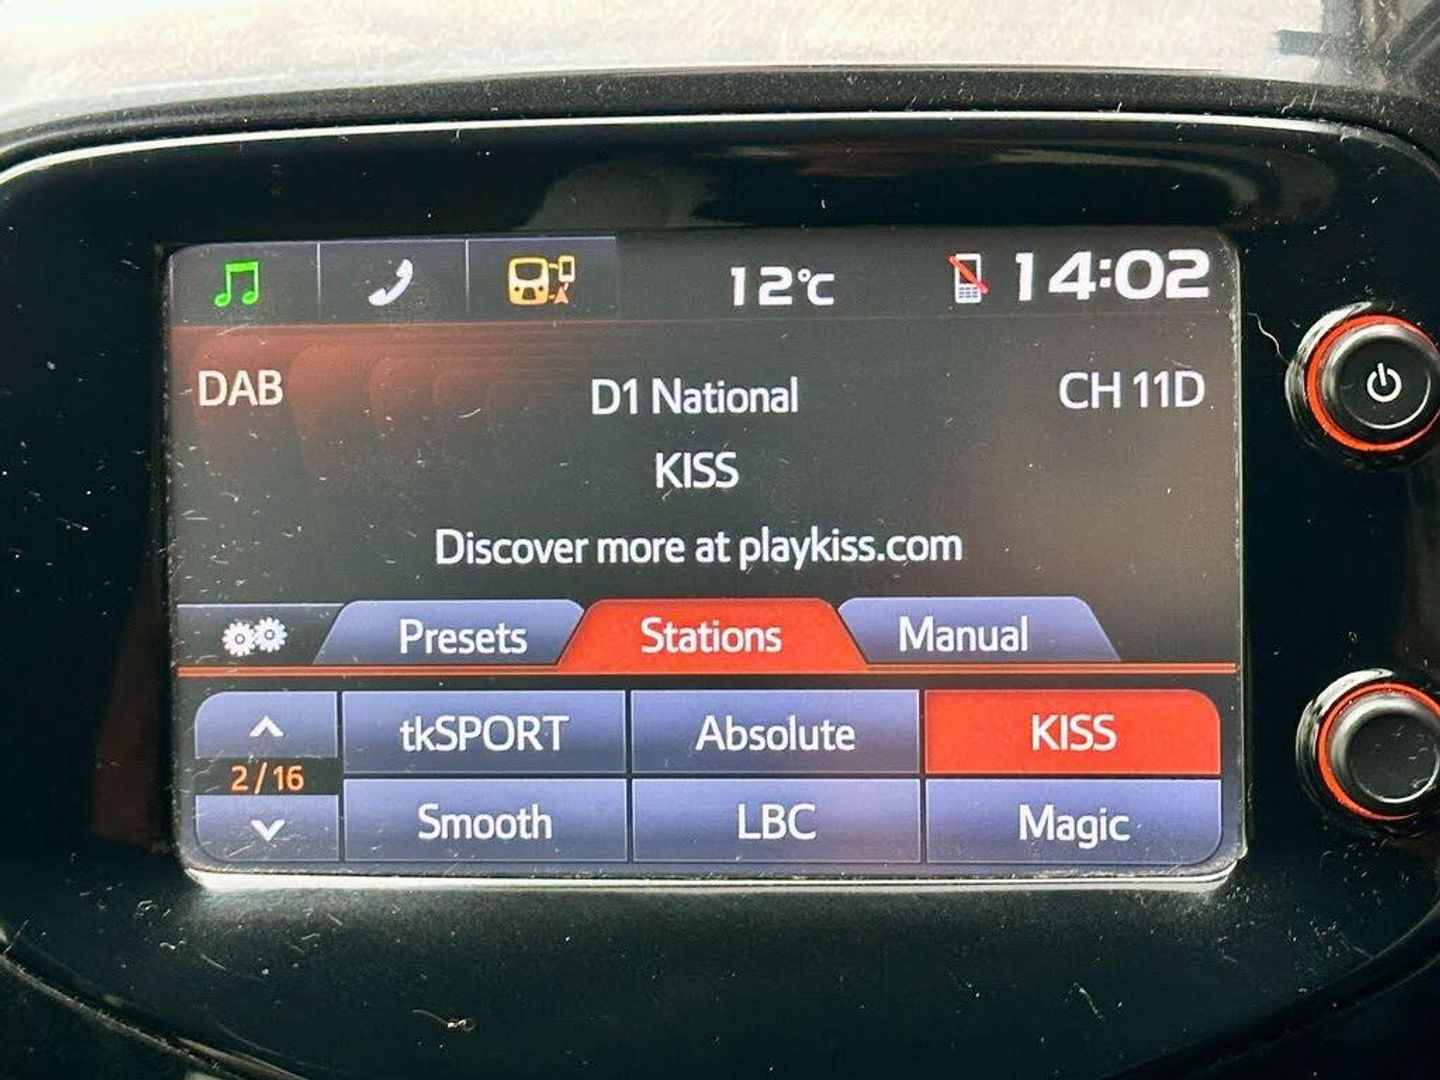 12°C 14:02
DAB D1 National CH 11D
KISS
Discover more at playkiss.com
Presets Stations Manual
tkSPORT Absolute KISS
2/16
Smooth LBC Magic